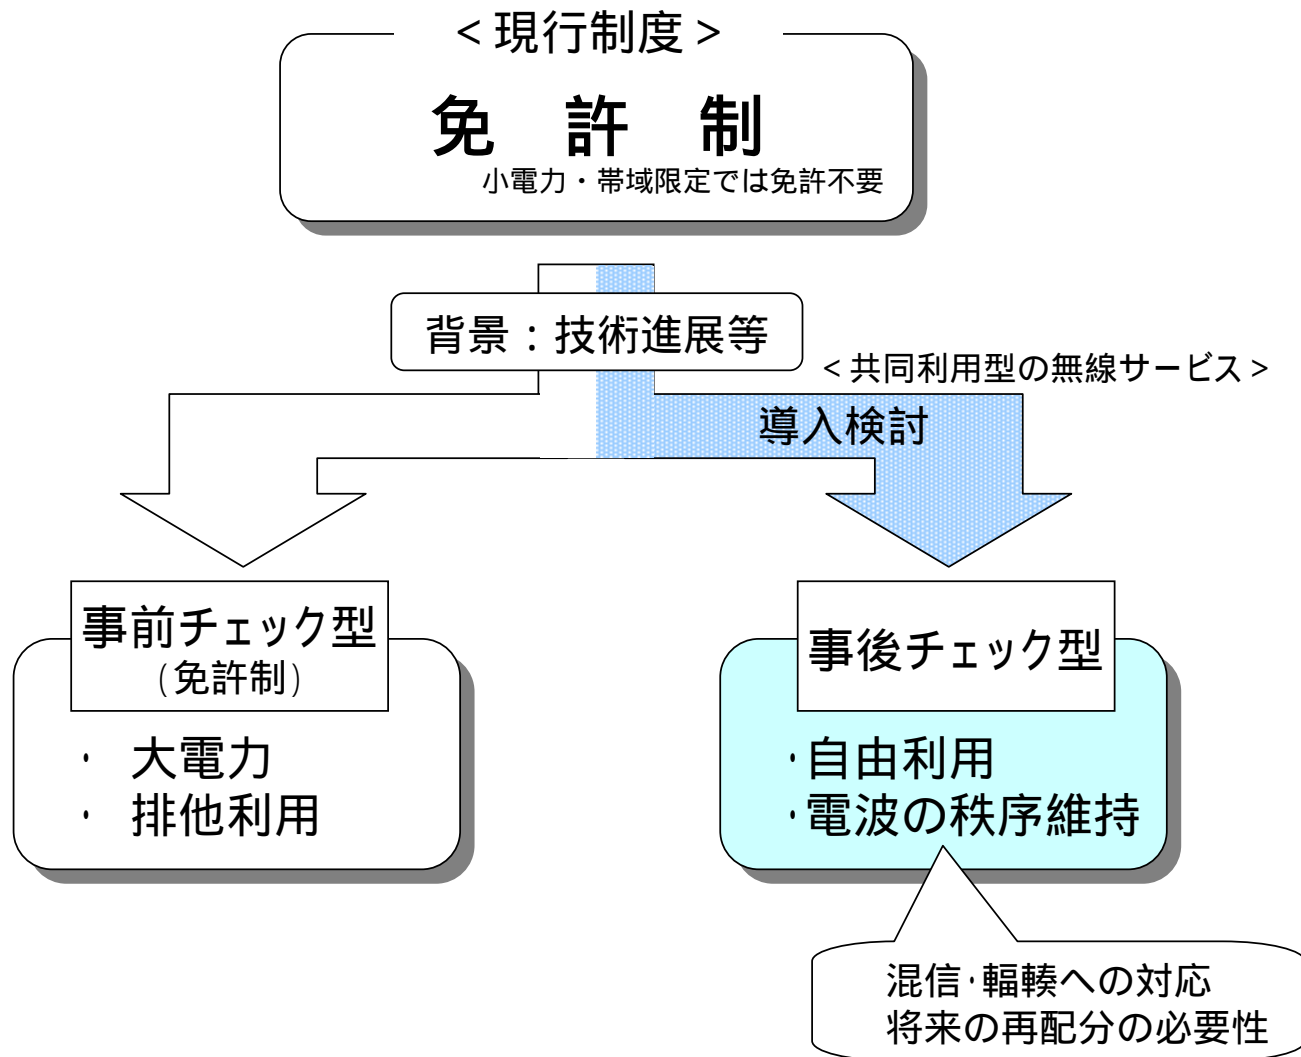 <現行制度>
免 許 制
小電力・帯域限定では免許不要
背景：技術進展等
<共同利用型の無線サービス>
導入検討
事前チェック型
(免許制)
・ 大電力
・ 排他利用
事後チェック型
・自由利用
・電波の秩序維持
混信・輻輳への対応
将来の再配分の必要性